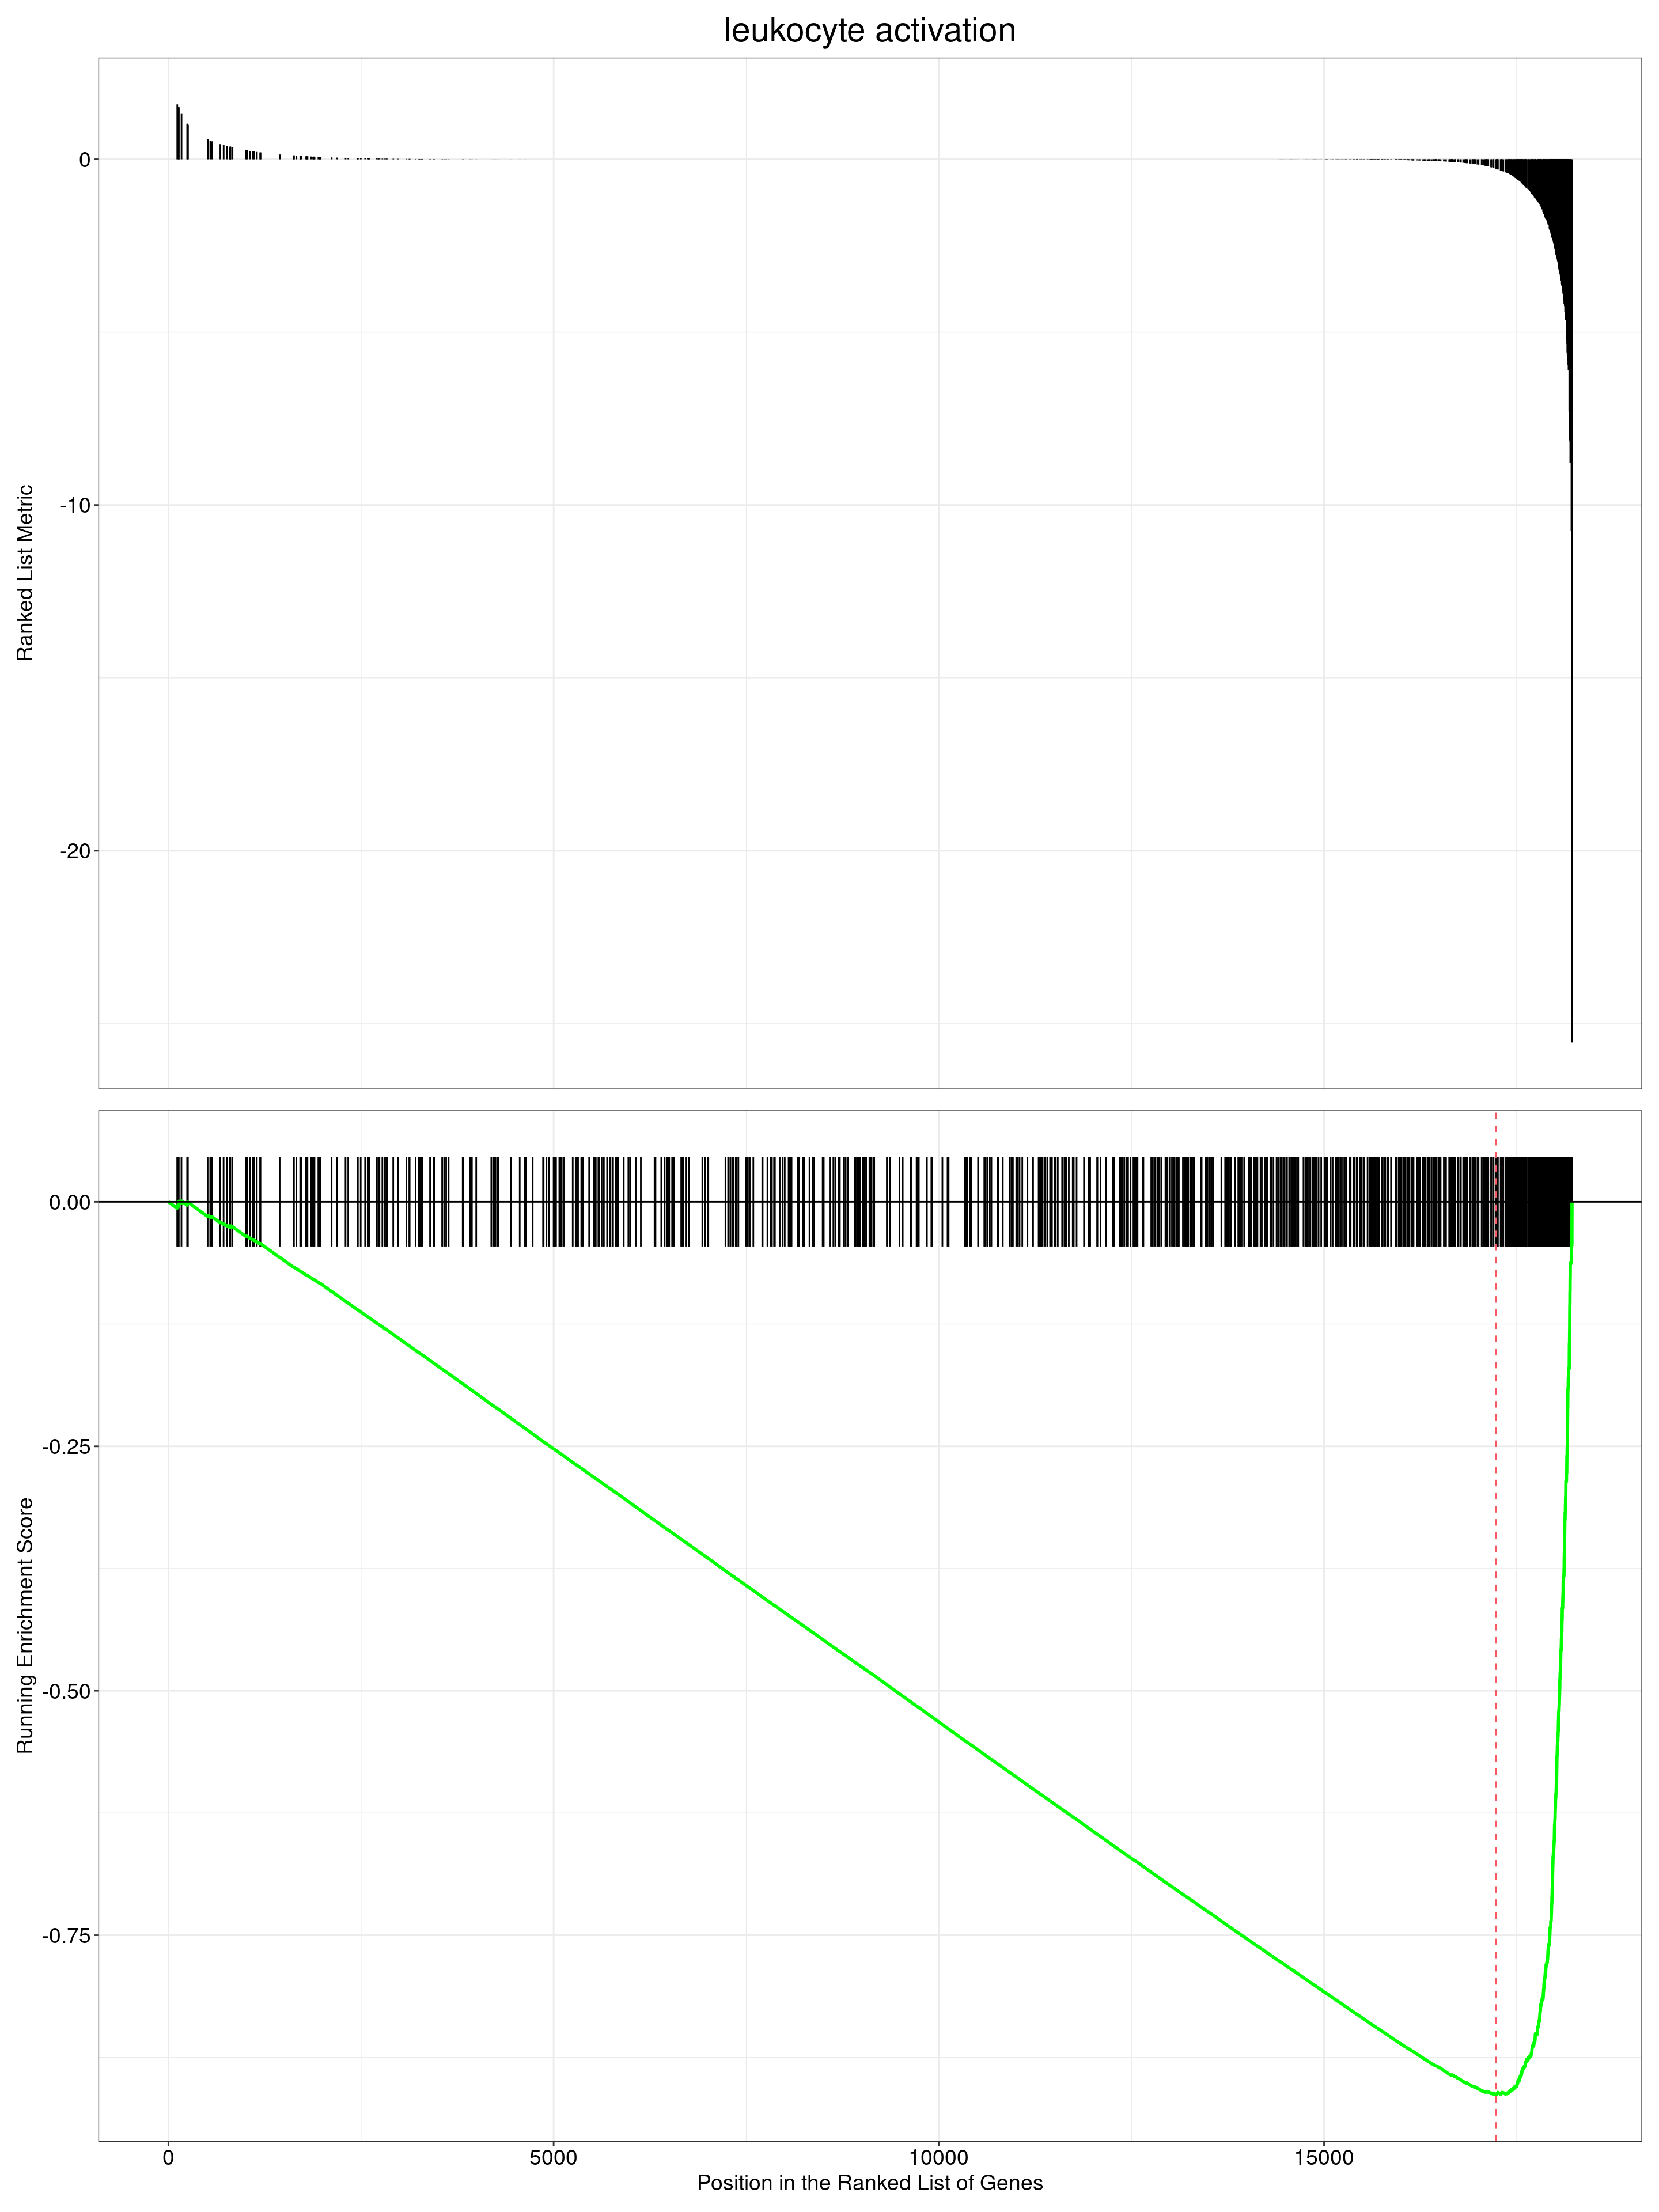 leukocyte activation
Ranked List Metric
0
-10
-20
Running Enrichment Score
0.00
-0.25
-0.50
-0.75
0 5000 10000 15000
Position in the Ranked List of Genes